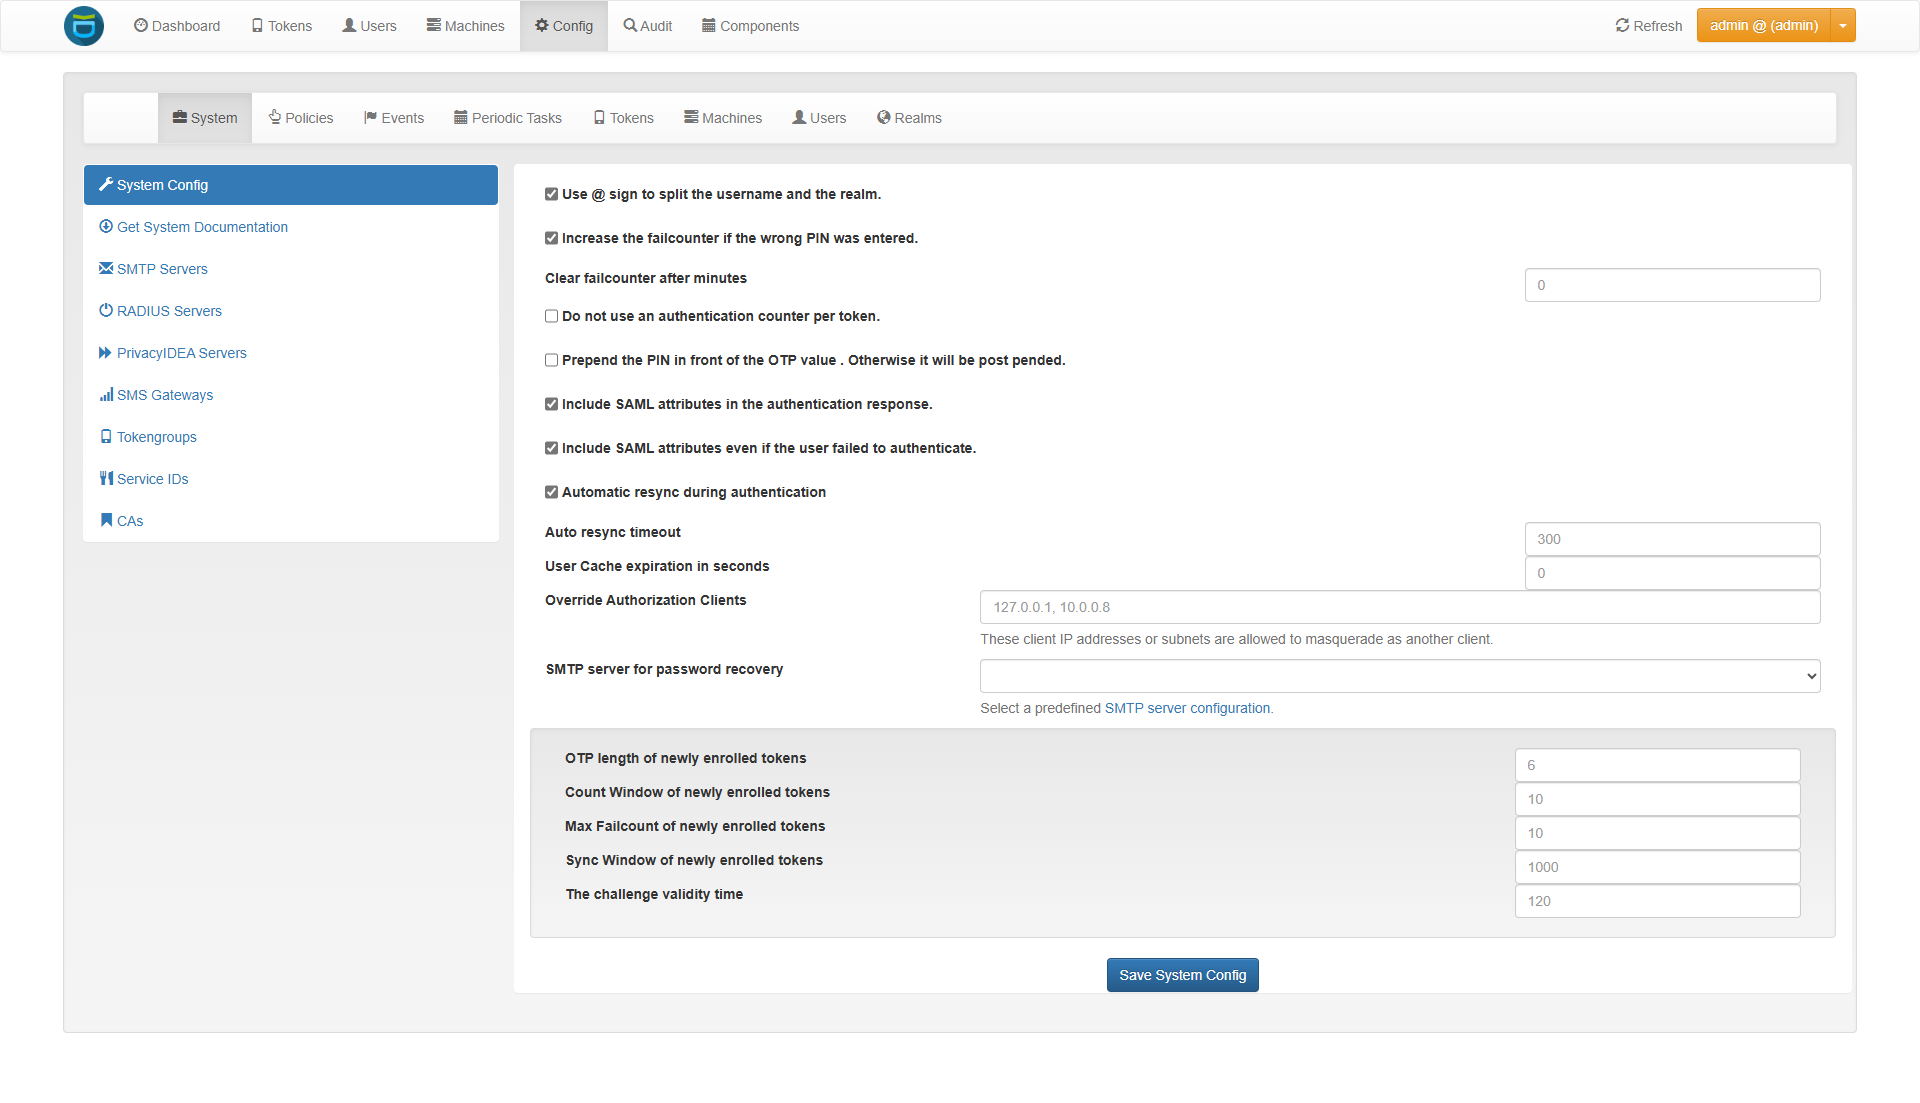 Dashboard Tokens Users Machines Config Audit Components Refresh admin @ (admin)
System Policies Events Periodic Tasks Tokens Machines Users Realms
System Config
Get System Documentation
SMTP Servers
RADIUS Servers
PrivacyIDEA Servers
SMS Gateways
Tokengroups
Service IDs
CAs
Use @ sign to split the username and the realm.
Increase the failcounter if the wrong PIN was entered.
Clear failcounter after minutes 0
Do not use an authentication counter per token.
Prepend the PIN in front of the OTP value . Otherwise it will be post pended.
Include SAML attributes in the authentication response.
Include SAML attributes even if the user failed to authenticate.
Automatic resync during authentication
Auto resync timeout 300
User Cache expiration in seconds 0
Override Authorization Clients 127.0.0.1, 10.0.0.8
These client IP addresses or subnets are allowed to masquerade as another client.
SMTP server for password recovery
Select a predefined SMTP server configuration.
OTP length of newly enrolled tokens 6
Count Window of newly enrolled tokens 10
Max Failcount of newly enrolled tokens 10
Sync Window of newly enrolled tokens 1000
The challenge validity time 120
Save System Config